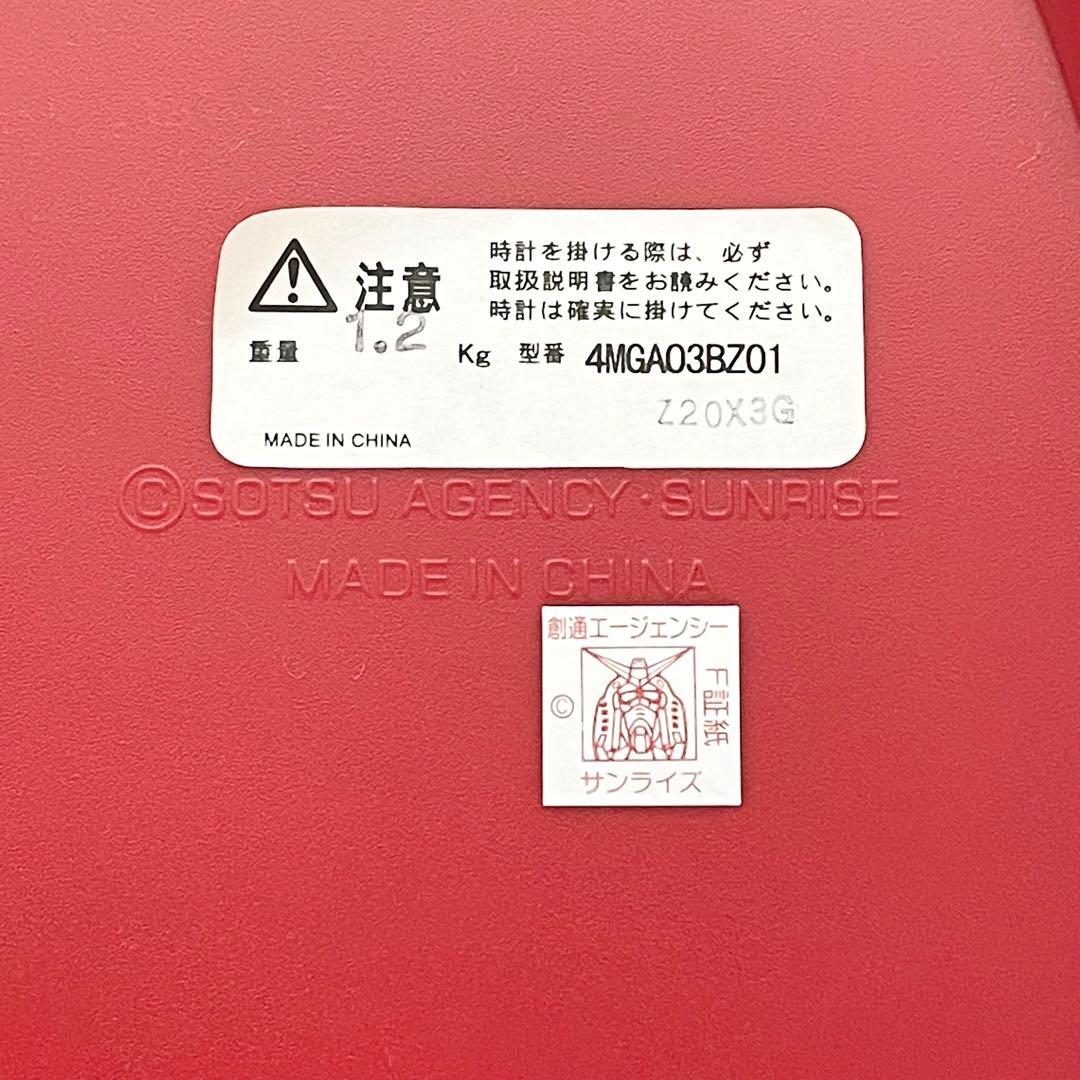 注意
時計を掛ける際は、必ず
取扱説明書をお読みください。
時計は確実に掛けてください。
重量 1.2 Kg 型番 4MGA03BZ01
Z20X3G
MADE IN CHINA
©SOTSU AGENCY・SUNRISE
MADE IN CHINA
創通エージェンシー
F証紙
©
サンライズ